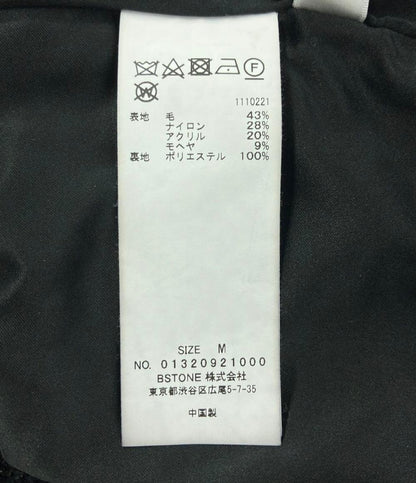 F
W
1110221
表地 毛 43%
ナイロン 28%
アクリル 20%
モヘヤ 9%
裏地 ポリエステル 100%
SIZE M
NO. 01320921000
BSTONE 株式会社
東京都渋谷区広尾5-7-35
中国製